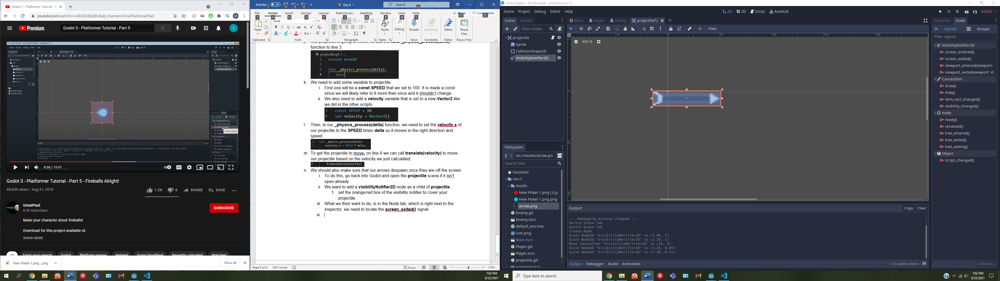 Godot 3 - Platformer Tutorial - P
youtube.com/watch?v=wRcGbQBq28c&ab_channel=UmaiPixelUmaiPixel
Premium
Godot 3 - Platformer Tutorial - Part 5
8:58 / 19:47
Godot 3 - Platformer Tutorial - Part 5 - Fireballs Alright!
48,439 views • Aug 31, 2018
1.2K
6
SHARE
SAVE
UmaiPixel
8.5K subscribers
SUBSCRIBE
Make your character shoot fireballs!
Download for this project available at:
SHOW MORE
All
From your search
Godot
Platform games
Related
From UmaiPixel
Recently uploaded
Watched
New Piskel-1.png....png
Show all
AutoSave
Off
Day 8
Search
File
Home
Insert
Design
Layout
References
Mailings
Review
View
Help
Share
Comments
Paste
Arial
11
Styles
Editing
Dictate
Sensitivity
Editor
Reuse
Files
Clipboard
Font
Paragraph
Styles
Voice
Sensitivity
Editor
Reuse Files
function to line 3.
projectile.gd > ...
1 extends Area2D
2
3 func _physics_process(delta):
4 pass
k. We need to add some variable to projectile.
i. First one will be a const SPEED that we set to 100. It is made a const
since we will likely refer to it more than once and it shouldn't change.
ii. We also need to add a velocity variable that is set to a new Vector2 like
we did in the other scripts.
3 const SPEED = 10
4 var velocity = Vector2()
l. Then, in our _physics_process(delta) function, we need to set the velocity.x of
our projectile to the SPEED times delta so it moves in the right direction and
speed.
6 func _physics_process(delta):
7 velocity.x = SPEED * delta
m. To get the projectile to move, on line 8 we can call translate(velocity) to move
our projectile based on the velocity we just calculated.
8 translate(velocity)
n. We should also make sure that our arrows despawn once they are off the screen
i. To do this, go back into Godot and open the projectile scene if it isn't
open already
ii. We want to add a visibilityNotifier2D node as a child of projectile.
1. set the orange/red box of the visibility notifier to cover your
projectile.
iii. What we then want to do, is in the Node tab, which is right next to the
inspector, we need to locate the screen_exited() signal
iv.
Page 8 of 8
1467 words
Focus
110%
7:02 PM
6/22/2021
Godot Engine - Day7Example - projectile.tscn (*)
Scene
Project
Debug
Editor
Help
2D
3D
Script
AssetLib
GLES3
Scene
Import
Filter nodes
projectile
Sprite
CollisionShape2D
VisibilityNotifier2D
Main
Player
Enemy
projectile(*)
View
400 %
FileSystem
res://Assets/arrow.pn
Search files
Favorites:
res://
Assets
New Piskel-1.png (1).p
New Piskel-1.png.png
arrow.png
Enemy.gd
Enemy.tscn
default_env.tres
icon.png
Main.tscn
Player.gd
Player.tscn
projectile.gd
projectile.tscn
Output:
Copy
Clear
--- Debugging process stopped ---
Switch Scene Tab
Switch Scene Tab
Create Node
Scale Node2D "VisibilityNotifier2D" to (3.08, 1)
Scale Node2D "VisibilityNotifier2D" to (3.26, 1)
Move CanvasItem "VisibilityNotifier2D" to (18, 6)
Scale Node2D "VisibilityNotifier2D" to (3.26, 0.89)
Scale Node2D "VisibilityNotifier2D" to (3.26, 0.72)
Output
Debugger
Audio
Animation
3.3.stable.mono
Inspector
Node
Signals
Groups
Filter signals
VisibilityNotifier2D
screen_entered()
screen_exited()
viewport_entered(viewport:
viewport_exited(viewport: Vi
CanvasItem
draw()
hide()
item_rect_changed()
visibility_changed()
Node
ready()
renamed()
tree_entered()
tree_exited()
tree_exiting()
Object
script_changed()
Connect...
Type here to search
7:02 PM
6/22/2021